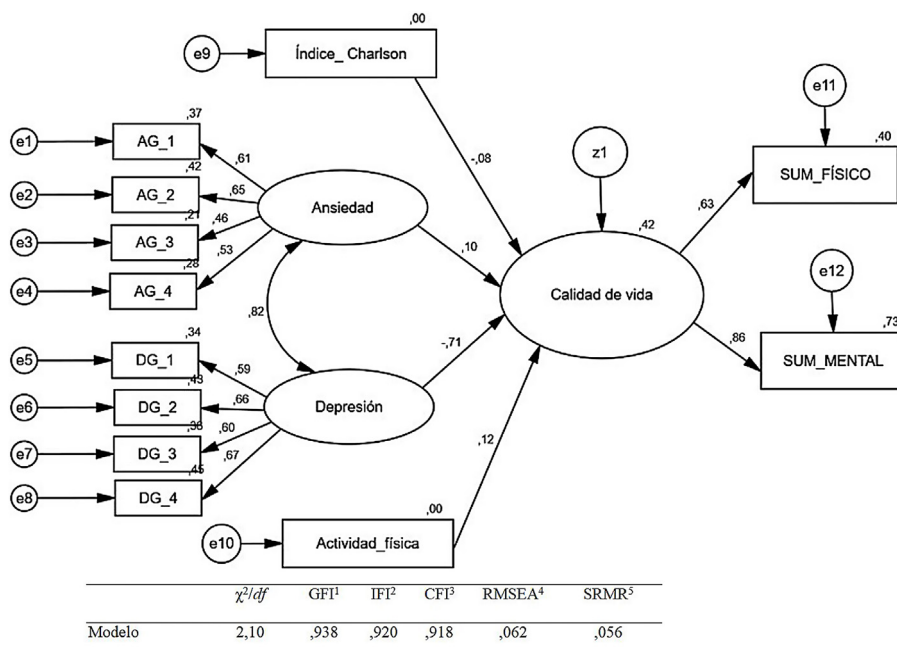 ,00
e9
Índice_ Charlson
e11
,37
e1
AG_1
,40
,61
z1
-,08
SUM_FÍSICO
,42
e2
AG_2
,65
Ansiedad
,63
,21
,46
,42
e3
AG_3
,53
,10
e12
,28
e4
AG_4
Calidad de vida
,82
,73
,34
-,71
,86
e5
DG_1
,59
SUM_MENTAL
,43
e6
DG_2
,66
Depresión
,60
e7
DG_3
,67
,12
,45
e8
DG_4
,00
e10
Actividad_física
χ²/df GFI¹ IFI² CFI³ RMSEA⁴ SRMR⁵
Modelo 2,10 ,938 ,920 ,918 ,062 ,056